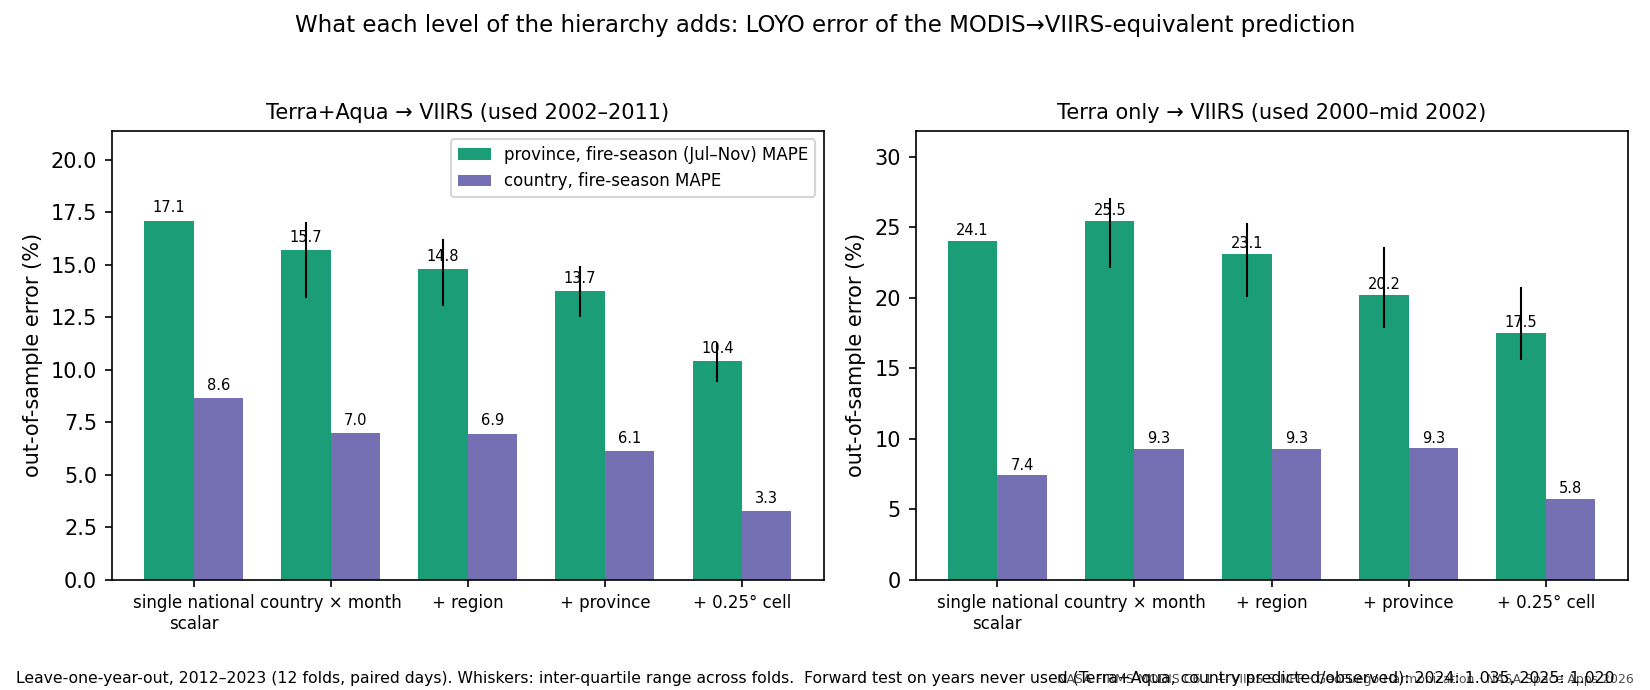 What each level of the hierarchy adds: LOYO error of the MODIS→VIIRS-equivalent prediction
Terra+Aqua → VIIRS (used 2002–2011)
province, fire-season (Jul–Nov) MAPE
country, fire-season MAPE
out-of-sample error (%)
20.0
17.5
15.0
12.5
10.0
7.5
5.0
2.5
0.0
17.1
8.6
15.7
7.0
14.8
6.9
13.7
6.1
10.4
3.3
single national
scalar
country × month
+ region
+ province
+ 0.25° cell
Terra only → VIIRS (used 2000–mid 2002)
out-of-sample error (%)
30
25
20
15
10
5
0
24.1
7.4
25.5
9.3
23.1
9.3
20.2
9.3
17.5
5.8
single national
scalar
country × month
+ region
+ province
+ 0.25° cell
Leave-one-year-out, 2012–2023 (12 folds, paired days). Whiskers: inter-quartile range across folds. Forward test on years never used (Terra+Aqua, country predicted/observed): 2024: 1.035, 2025: 1.020